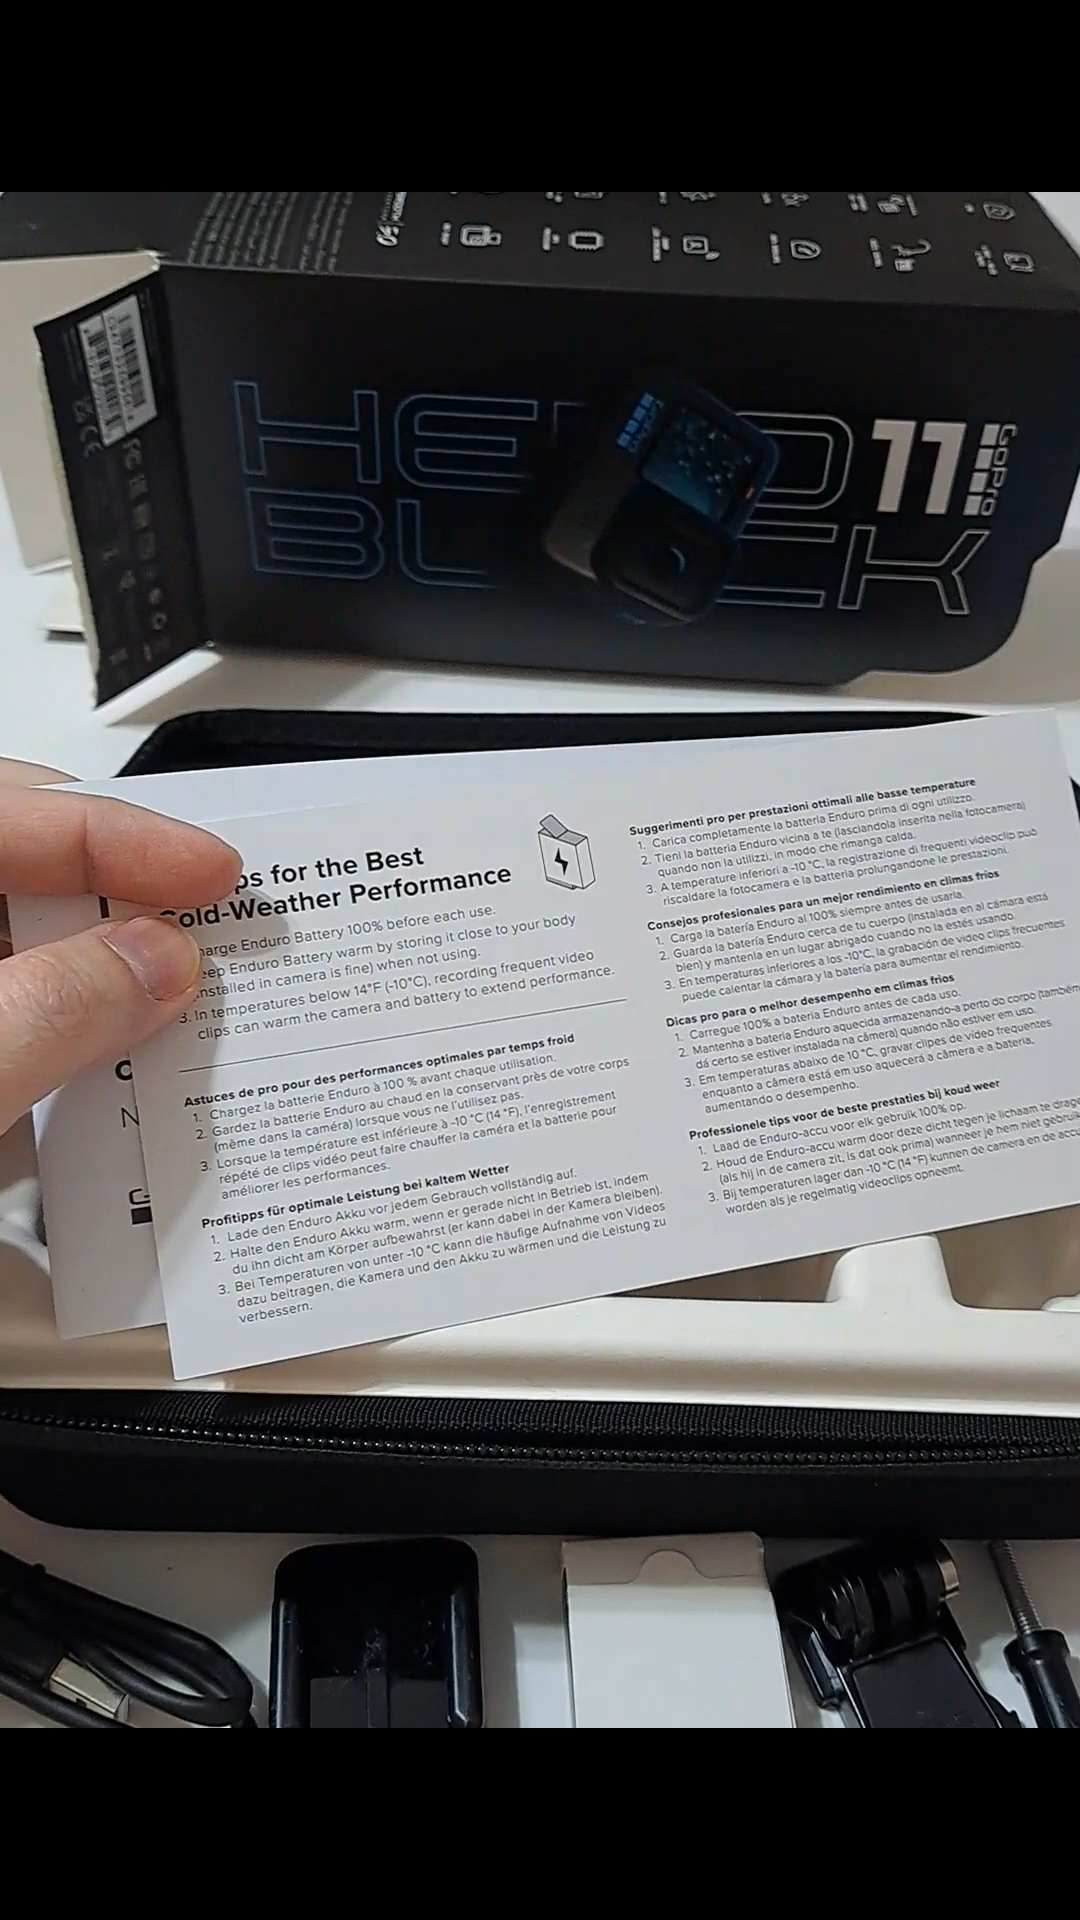 HE O 11
GoPro
BL CK
ps for the Best
old-Weather Performance
harge Enduro Battery 100% before each use.
eep Enduro Battery warm by storing it close to your body
nstalled in camera is fine) when not using.
3. In temperatures below 14°F (-10°C), recording frequent video
clips can warm the camera and battery to extend performance.
Astuces de pro pour des performances optimales par temps froid
1. Chargez la batterie Enduro à 100 % avant chaque utilisation.
2. Gardez la batterie Enduro au chaud en la conservant près de votre corps
(même dans la caméra) lorsque vous ne l'utilisez pas.
3. Lorsque la température est inférieure à -10 °C (14 °F), l'enregistrement
répété de clips vidéo peut faire chauffer la caméra et la batterie pour
améliorer les performances.
Profitipps für optimale Leistung bei kaltem Wetter
1. Lade den Enduro Akku vor jedem Gebrauch vollständig auf.
2. Halte den Enduro Akku warm, wenn er gerade nicht in Betrieb ist, indem
du ihn dicht am Körper aufbewahrst (er kann dabei in der Kamera bleiben).
3. Bei Temperaturen von unter -10 °C kann die häufige Aufnahme von Videos
dazu beitragen, die Kamera und den Akku zu wärmen und die Leistung zu
verbessern.
Suggerimenti pro per prestazioni ottimali alle basse temperature
1. Carica completamente la batteria Enduro prima di ogni utilizzo.
2. Tieni la batteria Enduro vicina a te (lasciandola inserita nella fotocamera)
quando non la utilizzi, in modo che rimanga calda.
3. A temperature inferiori a -10 °C, la registrazione di frequenti videoclip può
riscaldare la fotocamera e la batteria prolungandone le prestazioni.
Consejos profesionales para un mejor rendimiento en climas fríos
1. Carga la batería Enduro al 100% siempre antes de usarla.
2. Guarda la batería Enduro cerca de tu cuerpo (instalada en al cámara está
bien) y mantenla en un lugar abrigado cuando no la estés usando.
3. En temperaturas inferiores a los -10°C, la grabación de video clips frecuentes
puede calentar la cámara y la batería para aumentar el rendimiento.
Dicas pro para o melhor desempenho em climas frios
1. Carregue 100% a bateria Enduro antes de cada uso.
2. Mantenha a bateria Enduro aquecida armazenando-a perto do corpo (também
dá certo se estiver instalada na câmera) quando não estiver em uso.
3. Em temperaturas abaixo de 10 °C, gravar clipes de vídeo frequentes
enquanto a câmera está em uso aquecerá a câmera e a bateria,
aumentando o desempenho.
Professionele tips voor de beste prestaties bij koud weer
1. Laad de Enduro-accu voor elk gebruik 100% op.
2. Houd de Enduro-accu warm door deze dicht tegen je lichaam te drage
(als hij in de camera zit, is dat ook prima) wanneer je hem niet gebruik
3. Bij temperaturen lager dan -10 °C (14 °F) kunnen de camera en de accu
worden als je regelmatig videoclips opneemt.